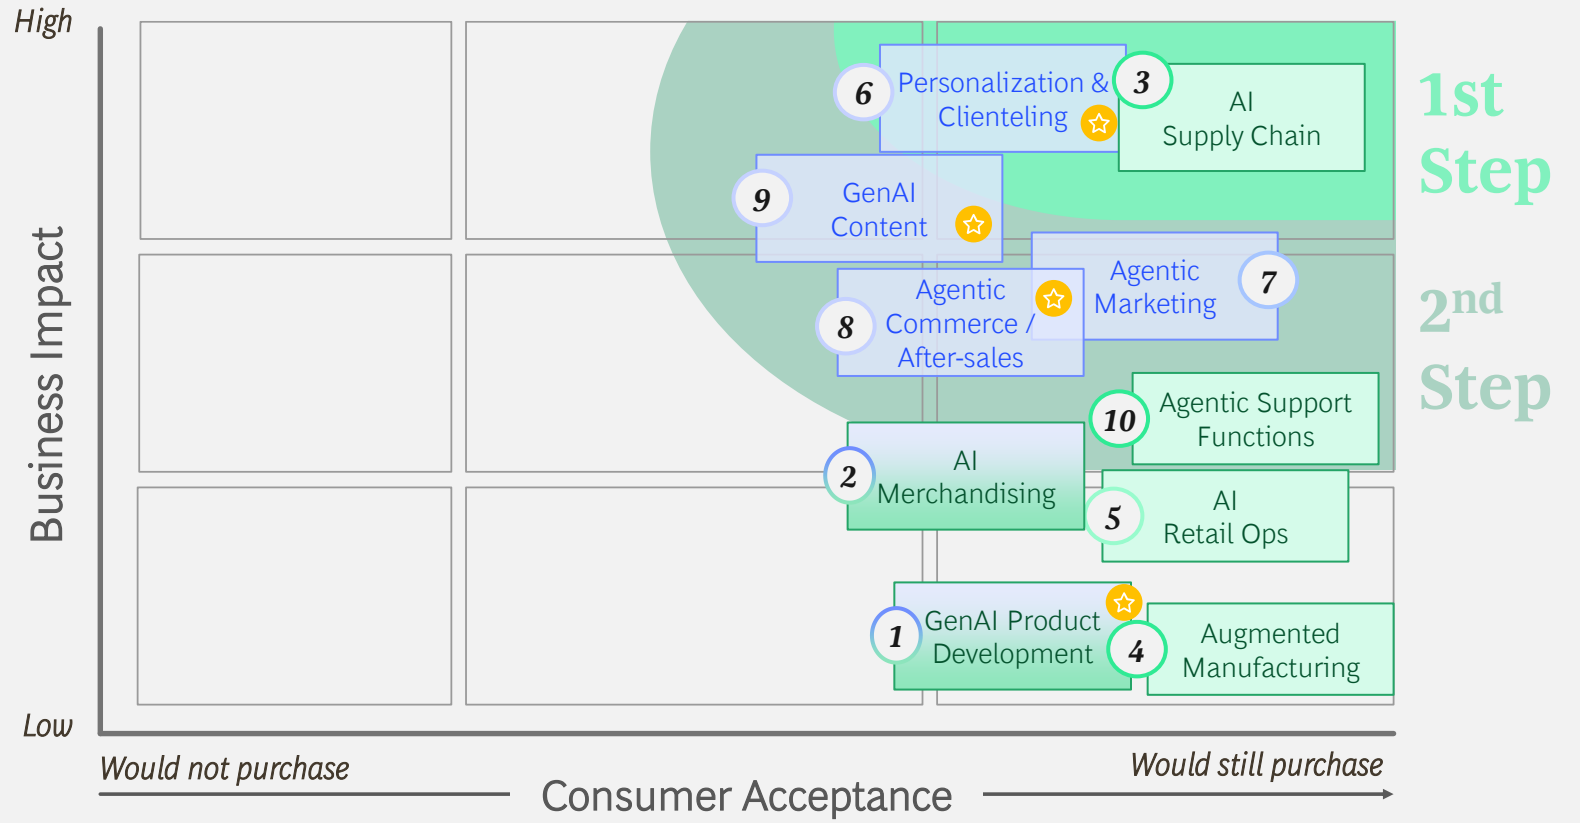 High
Business Impact
Low
6
Personalization &
Clienteling
3
AI
Supply Chain
1st
Step
9
GenAI
Content
7
Agentic
Marketing
8
Agentic
Commerce /
After-sales
2nd
Step
10
Agentic Support
Functions
2
AI
Merchandising
5
AI
Retail Ops
1
GenAI Product
Development
4
Augmented
Manufacturing
Would not purchase
Consumer Acceptance
Would still purchase